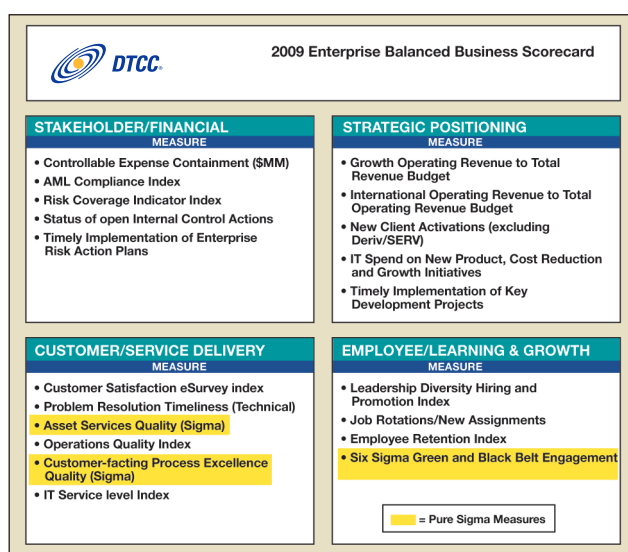 DTCC.
2009 Enterprise Balanced Business Scorecard
STAKEHOLDER/FINANCIAL
MEASURE
• Controllable Expense Containment ($MM)
• AML Compliance Index
• Risk Coverage Indicator Index
• Status of open Internal Control Actions
• Timely Implementation of Enterprise
Risk Action Plans
STRATEGIC POSITIONING
MEASURE
• Growth Operating Revenue to Total
Revenue Budget
• International Operating Revenue to Total
Operating Revenue Budget
• New Client Activations (excluding
Deriv/SERV)
• IT Spend on New Product, Cost Reduction
and Growth Initiatives
• Timely Implementation of Key
Development Projects
CUSTOMER/SERVICE DELIVERY
MEASURE
• Customer Satisfaction eSurvey index
• Problem Resolution Timeliness (Technical)
• Asset Services Quality (Sigma)
• Operations Quality Index
• Customer-facting Process Excellence
Quality (Sigma)
• IT Service level Index
EMPLOYEE/LEARNING & GROWTH
MEASURE
• Leadership Diversity Hiring and
Promotion Index
• Job Rotations/New Assignments
• Employee Retention Index
• Six Sigma Green and Black Belt Engagement
= Pure Sigma Measures